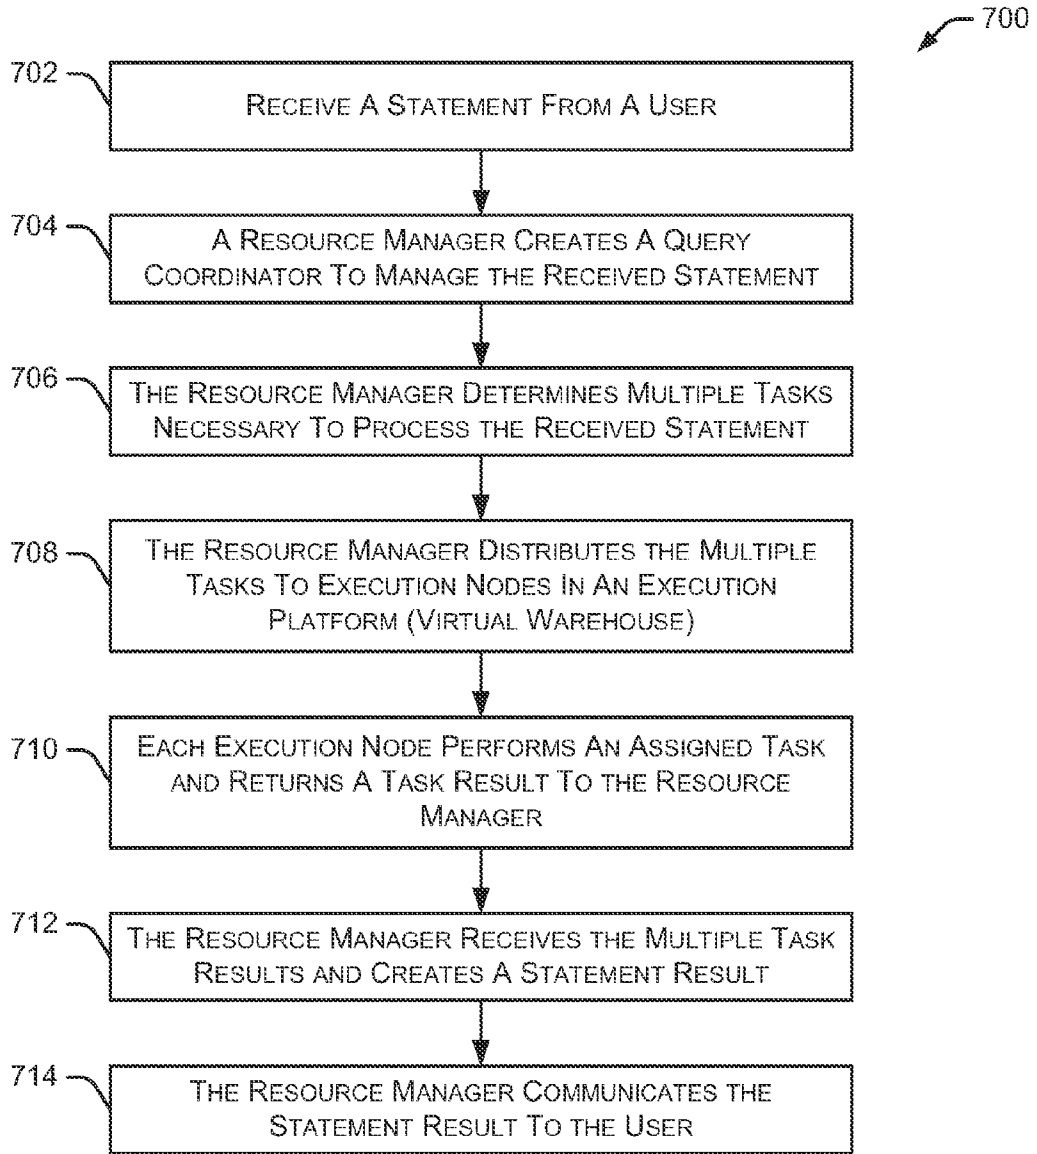 700
702
RECEIVE A STATEMENT FROM A USER
704
A RESOURCE MANAGER CREATES A QUERY
COORDINATOR TO MANAGE THE RECEIVED STATEMENT
706
THE RESOURCE MANAGER DETERMINES MULTIPLE TASKS
NECESSARY TO PROCESS THE RECEIVED STATEMENT
708
THE RESOURCE MANAGER DISTRIBUTES THE MULTIPLE
TASKS TO EXECUTION NODES IN AN EXECUTION
PLATFORM (VIRTUAL WAREHOUSE)
710
EACH EXECUTION NODE PERFORMS AN ASSIGNED TASK
AND RETURNS A TASK RESULT TO THE RESOURCE
MANAGER
712
THE RESOURCE MANAGER RECEIVES THE MULTIPLE TASK
RESULTS AND CREATES A STATEMENT RESULT
714
THE RESOURCE MANAGER COMMUNICATES THE
STATEMENT RESULT TO THE USER